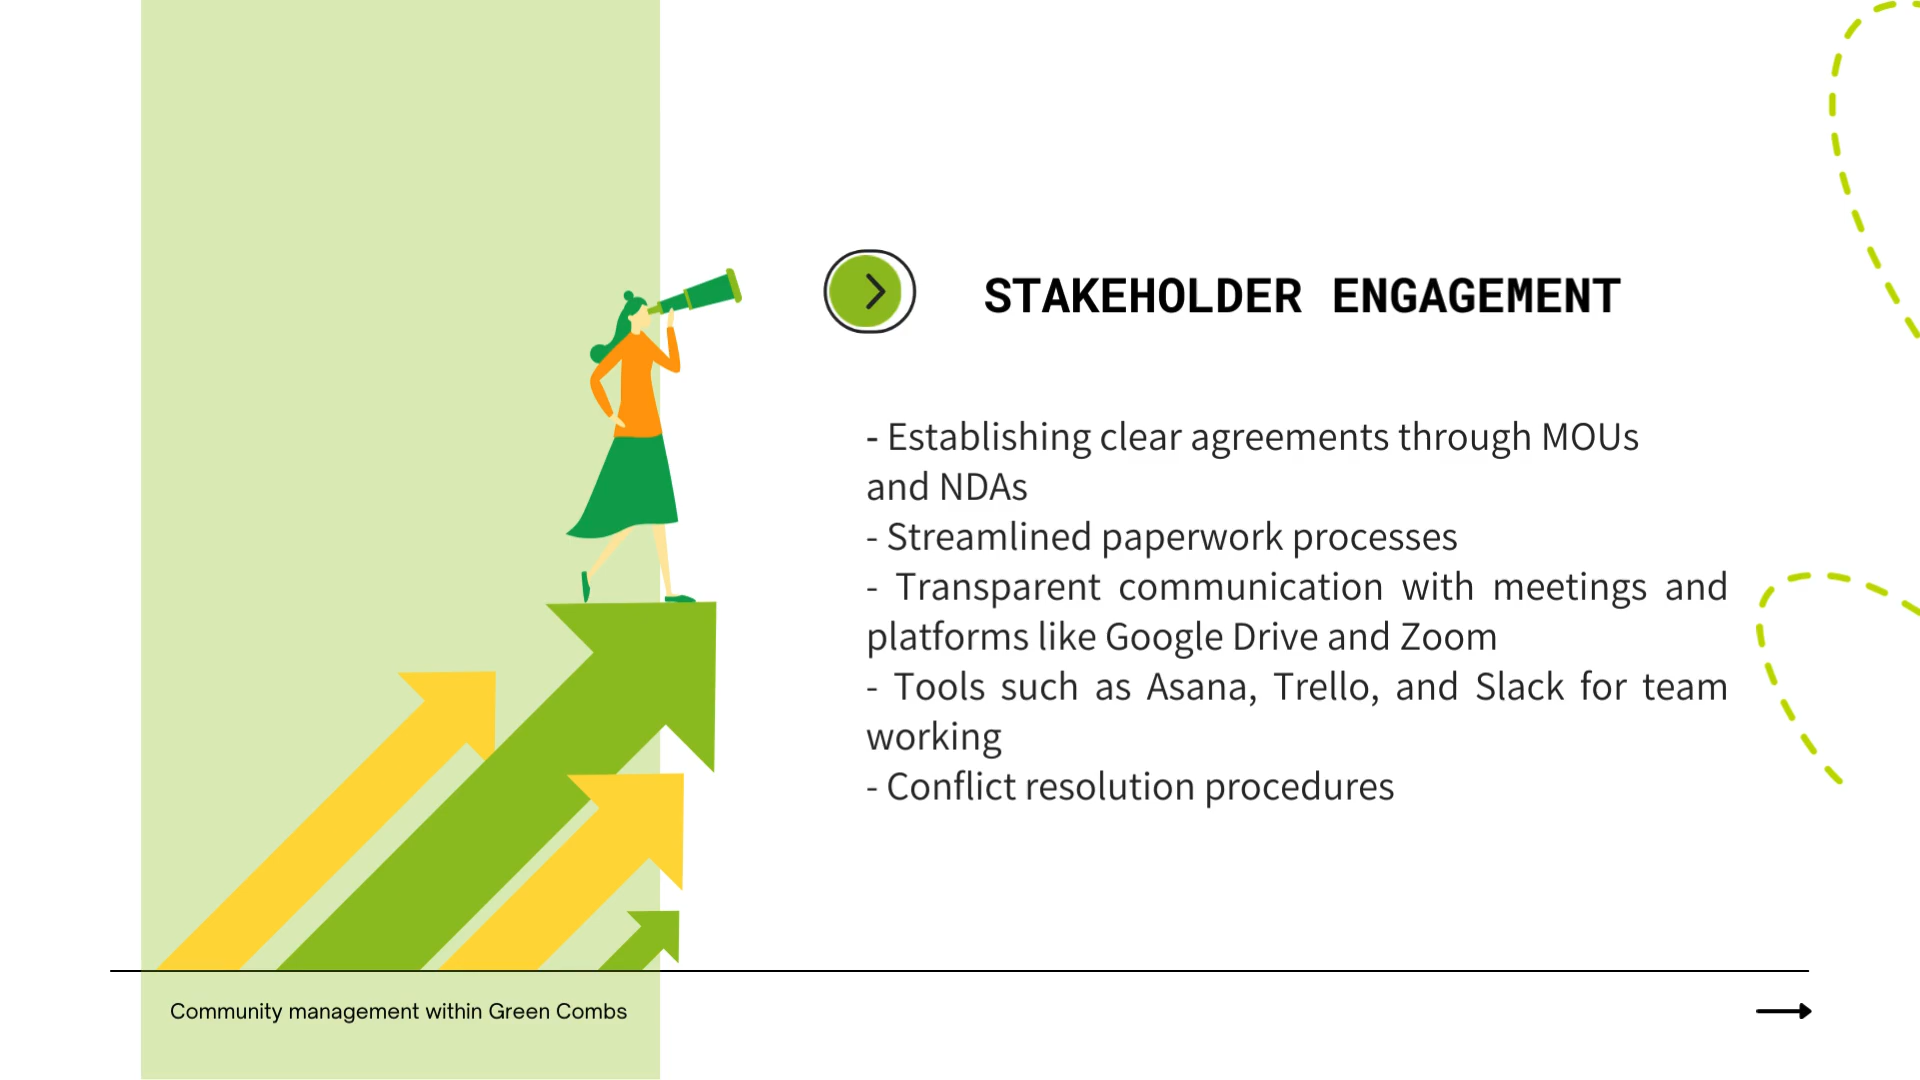 STAKEHOLDER ENGAGEMENT
- Establishing clear agreements through MOUs
and NDAs
- Streamlined paperwork processes
- Transparent communication with meetings and
platforms like Google Drive and Zoom
- Tools such as Asana, Trello, and Slack for team
working
- Conflict resolution procedures
Community management within Green Combs